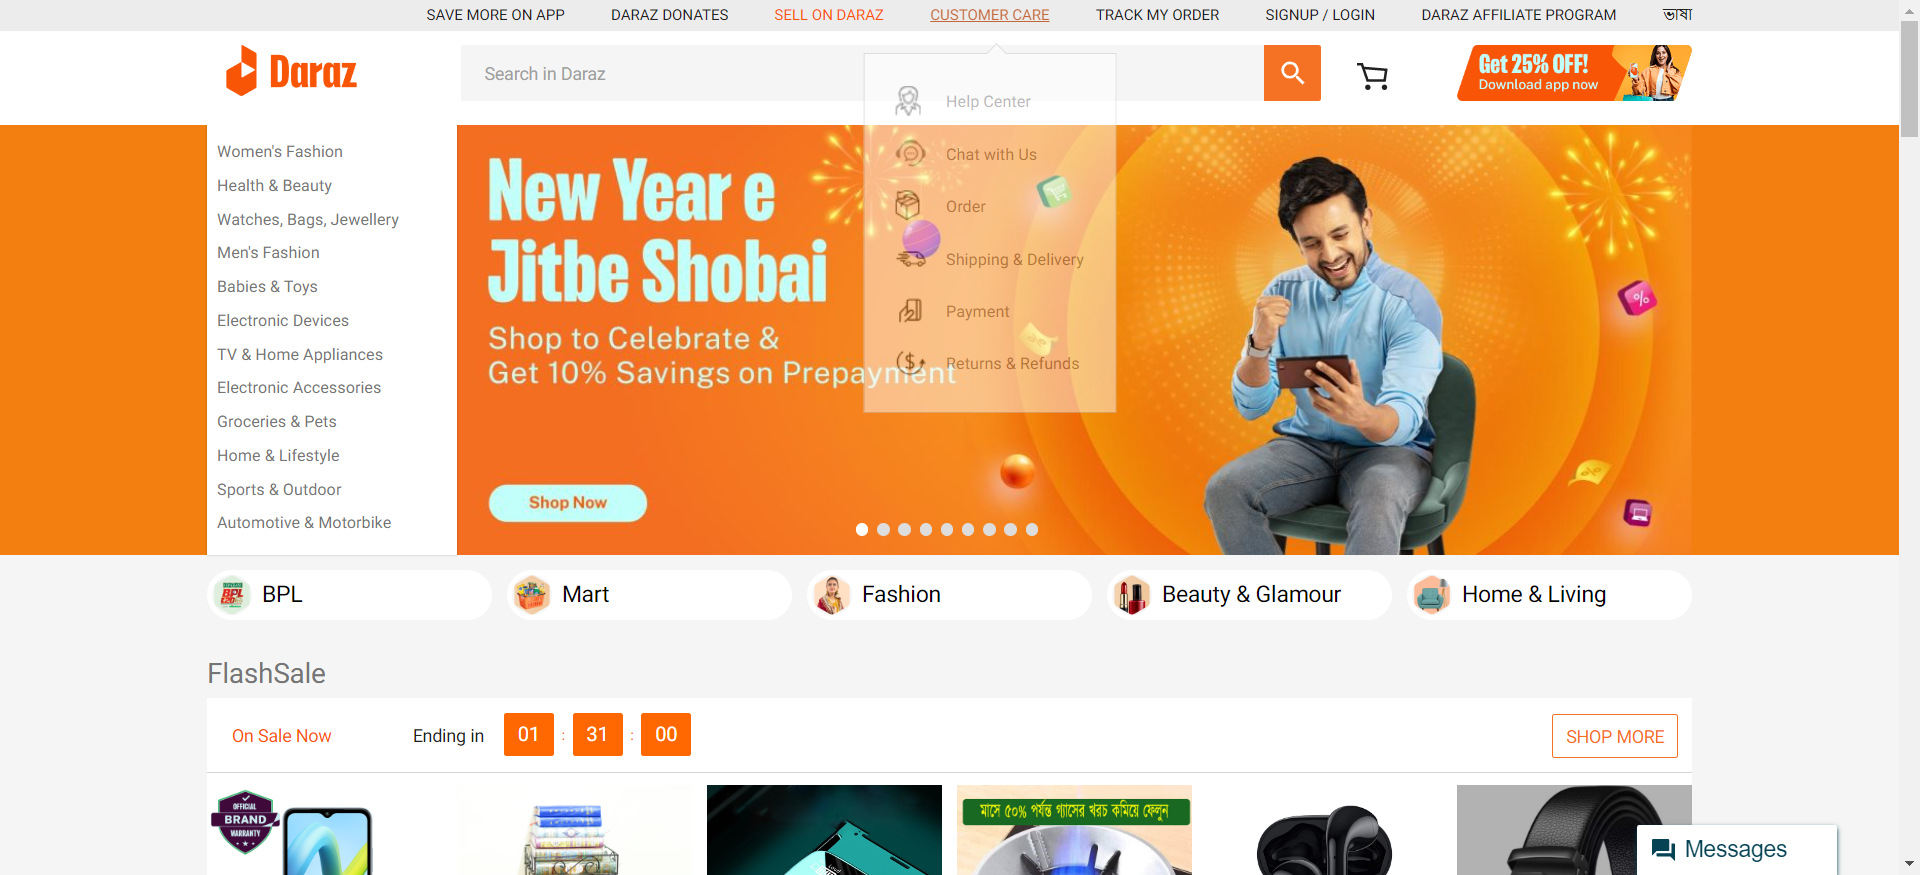 SAVE MORE ON APP
DARAZ DONATES
SELL ON DARAZ
CUSTOMER CARE
TRACK MY ORDER
SIGNUP / LOGIN
DARAZ AFFILIATE PROGRAM
ভাষা
Daraz
Search in Daraz
Get 25% OFF!
Download app now
Help Center
Chat with Us
Order
Shipping & Delivery
Payment
Returns & Refunds
Women's Fashion
Health & Beauty
Watches, Bags, Jewellery
Men's Fashion
Babies & Toys
Electronic Devices
TV & Home Appliances
Electronic Accessories
Groceries & Pets
Home & Lifestyle
Sports & Outdoor
Automotive & Motorbike
New Year e
Jitbe Shobai
Shop to Celebrate &
Get 10% Savings on Prepayment
Shop Now
BPL
BPL
Mart
Fashion
Beauty & Glamour
Home & Living
FlashSale
On Sale Now
Ending in
01 : 31 : 00
SHOP MORE
OFFICIAL
BRAND
WARRANTY
মাসে ৫০% পর্যন্ত গ্যাসের খরচ কমিয়ে ফেলুন
Messages